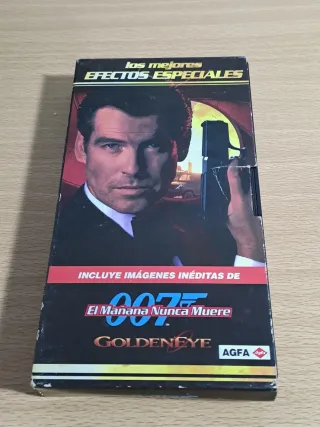 los mejores
EFECTOS ESPECIALES
INCLUYE IMÁGENES INÉDITAS DE
007
El Mañana Nunca Muere
GOLDENEYE
AGFA